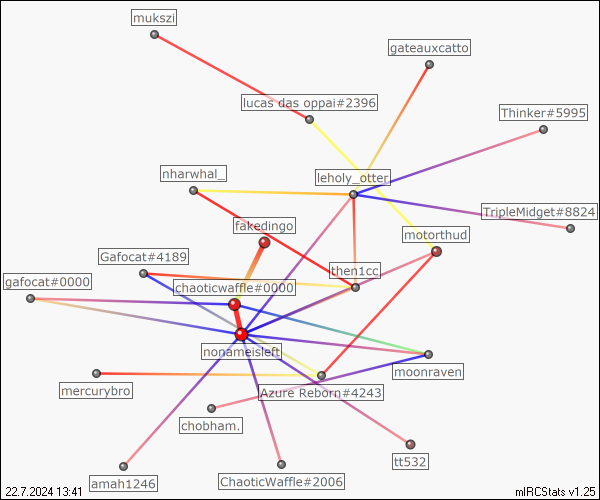 mukszi
gateauxcatto
lucas das oppai#2396
Thinker#5995
nharwhal_
leholy_otter
TripleMidget#8824
fakedingo
motorthud
Gafocat#4189
then1cc
gafocat#0000
chaoticwaffle#0000
nonameisleft
moonraven
mercurybro
Azure Reborn#4243
chobham.
tt532
amah1246
ChaoticWaffle#2006
22.7.2024 13:41
mIRCStats v1.25